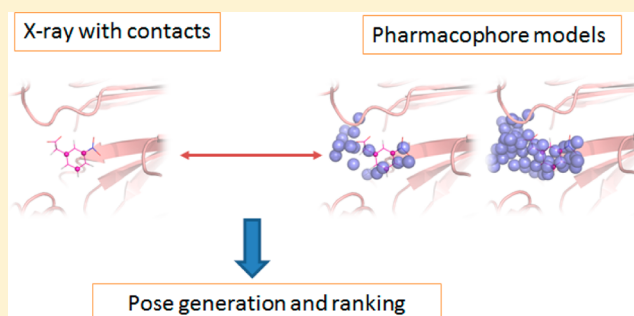 X-ray with contacts
Pharmacophore models
Pose generation and ranking